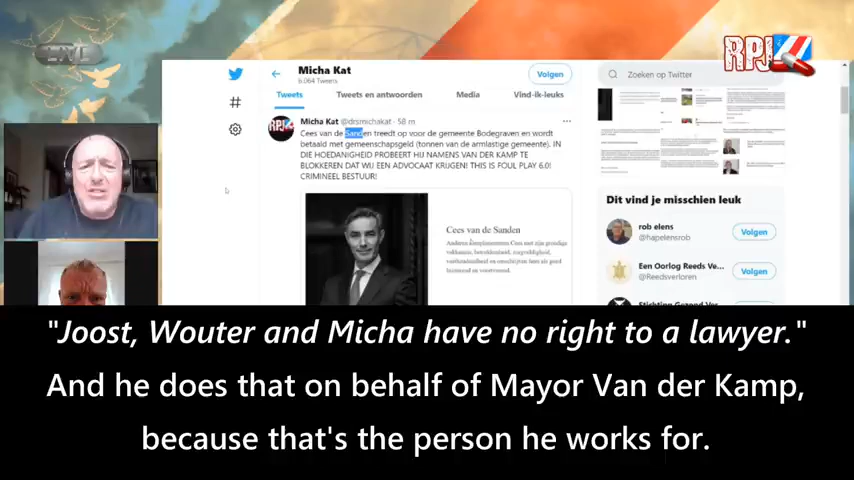 LIVE
RPJ
Micha Kat
6.064 Tweets
Volgen
Zoeken op Twitter
Tweets
Tweets en antwoorden
Media
Vind-ik-leuks
Micha Kat @idrsmichakat · 58 m
Cees van de Sanden treedt op voor de gemeente Bodegraven en wordt
betaald met gemeenschapsgeld (tonnen van de armlastige gemeente). IN
DIE HOEDANIGHEID PROBEERT HIJ NAMENS VAN DER KAMP TE
BLOKKEREN DAT WIJ EEN ADVOCAAT KRIJGEN! THIS IS FOUL PLAY 6.0!
CRIMINEEL BESTUUR!
Cees van de Sanden
Dit vind je misschien leuk
rob elens
@hapelensrob
Volgen
Een Oorlog Reeds Ve...
@Reedsverloren
Volgen
"Joost, Wouter and Micha have no right to a lawyer."
And he does that on behalf of Mayor Van der Kamp,
because that's the person he works for.